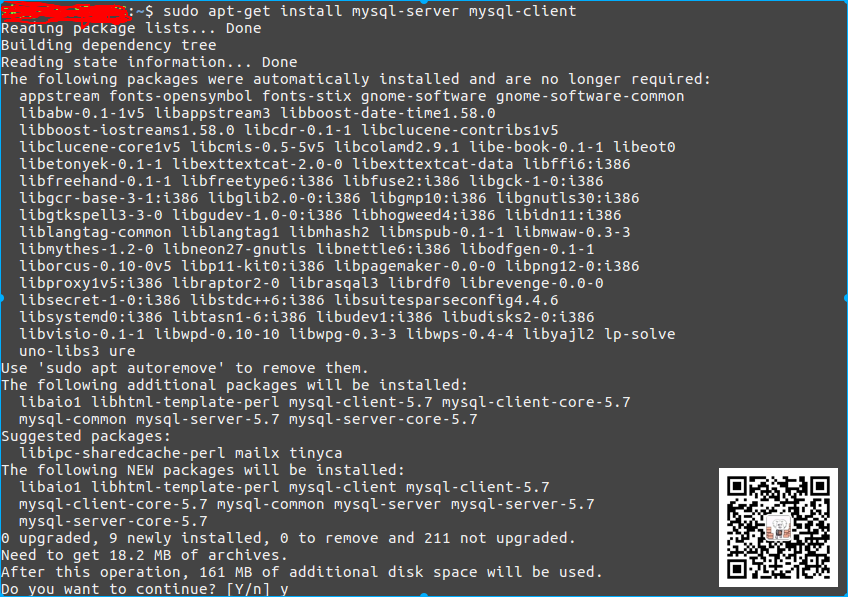 :~$ sudo apt-get install mysql-server mysql-client
Reading package lists... Done
Building dependency tree
Reading state information... Done
The following packages were automatically installed and are no longer required:
appstream fonts-opensymbol fonts-stix gnome-software gnome-software-common
libabw-0.1-1v5 libappstream3 libboost-date-time1.58.0
libboost-iostreams1.58.0 libcdr-0.1-1 libclucene-contribs1v5
libclucene-core1v5 libcmis-0.5-5v5 libcolamd2.9.1 libe-book-0.1-1 libeot0
libetonyek-0.1-1 libexttextcat-2.0-0 libexttextcat-data libffi6:i386
libfreehand-0.1-1 libfreetype6:i386 libfuse2:i386 libgck-1-0:i386
libgcr-base-3-1:i386 libglib2.0-0:i386 libgmp10:i386 libgnutls30:i386
libgtkspell3-3-0 libgudev-1.0-0:i386 libhogweed4:i386 libidn11:i386
liblangtag-common liblangtag1 libmhash2 libmspub-0.1-1 libmwaw-0.3-3
libmythes-1.2-0 libneon27-gnutls libnettle6:i386 libodfgen-0.1-1
liborcus-0.10-0v5 libp11-kit0:i386 libpagemaker-0.0-0 libpng12-0:i386
libproxy1v5:i386 libraptor2-0 librasqal3 librdf0 librevenge-0.0-0
libsecret-1-0:i386 libstdc++6:i386 libsuitesparseconfig4.4.6
libsystemd0:i386 libtasn1-6:i386 libudev1:i386 libudisks2-0:i386
libvisio-0.1-1 libwpd-0.10-10 libwpg-0.3-3 libwps-0.4-4 libyajl2 lp-solve
uno-libs3 ure
Use 'sudo apt autoremove' to remove them.
The following additional packages will be installed:
libaio1 libhtml-template-perl mysql-client-5.7 mysql-client-core-5.7
mysql-common mysql-server-5.7 mysql-server-core-5.7
Suggested packages:
libipc-sharedcache-perl mailx tinyca
The following NEW packages will be installed:
libaio1 libhtml-template-perl mysql-client mysql-client-5.7
mysql-client-core-5.7 mysql-common mysql-server mysql-server-5.7
mysql-server-core-5.7
0 upgraded, 9 newly installed, 0 to remove and 211 not upgraded.
Need to get 18.2 MB of archives.
After this operation, 161 MB of additional disk space will be used.
Do you want to continue? [Y/n] y